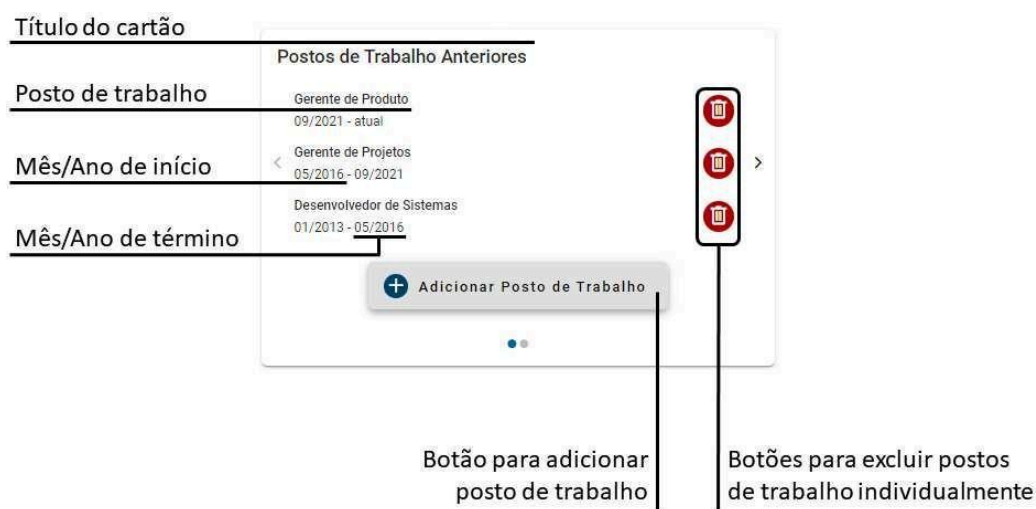 Título do cartão
Postos de Trabalho Anteriores
Posto de trabalho
Gerente de Produto
09/2021 - atual
Mês/Ano de início
Gerente de Projetos
05/2016 - 09/2021
Desenvolvedor de Sistemas
01/2013 - 05/2016
Mês/Ano de término
Adicionar Posto de Trabalho
Botão para adicionar
posto de trabalho
Botões para excluir postos
de trabalho individualmente